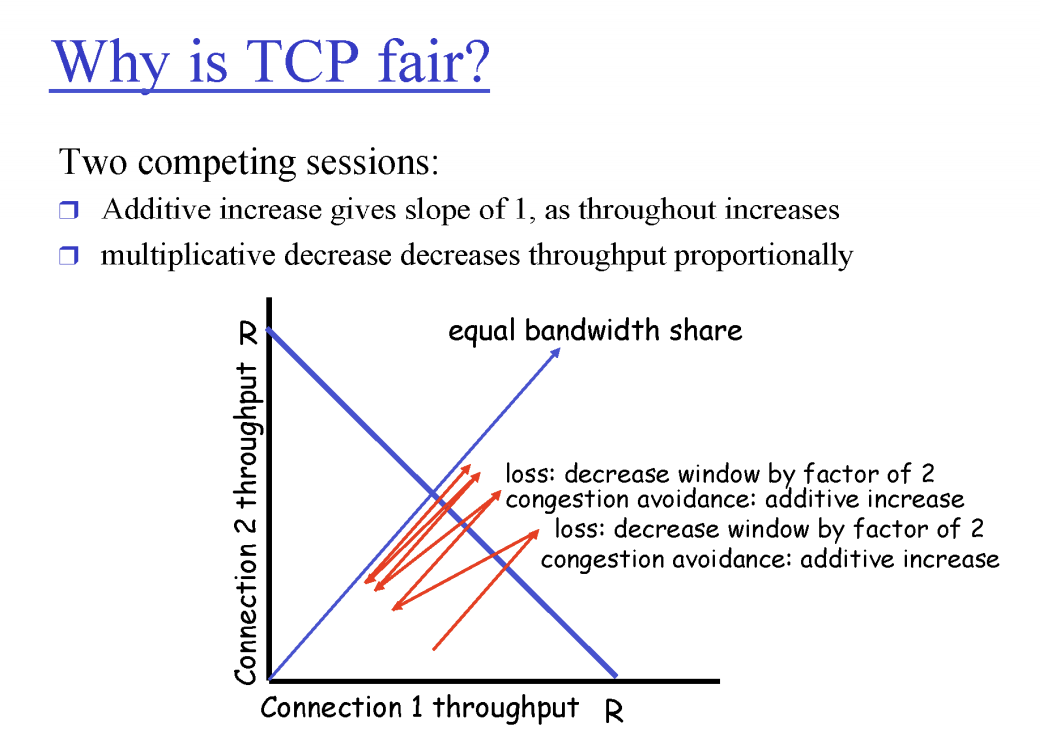 Why is TCP fair?
Two competing sessions:
Additive increase gives slope of 1, as throughout increases
multiplicative decrease decreases throughput proportionally
R
equal bandwidth share
Connection 2 throughput
loss: decrease window by factor of 2
congestion avoidance: additive increase
loss: decrease window by factor of 2
congestion avoidance: additive increase
Connection 1 throughput
R